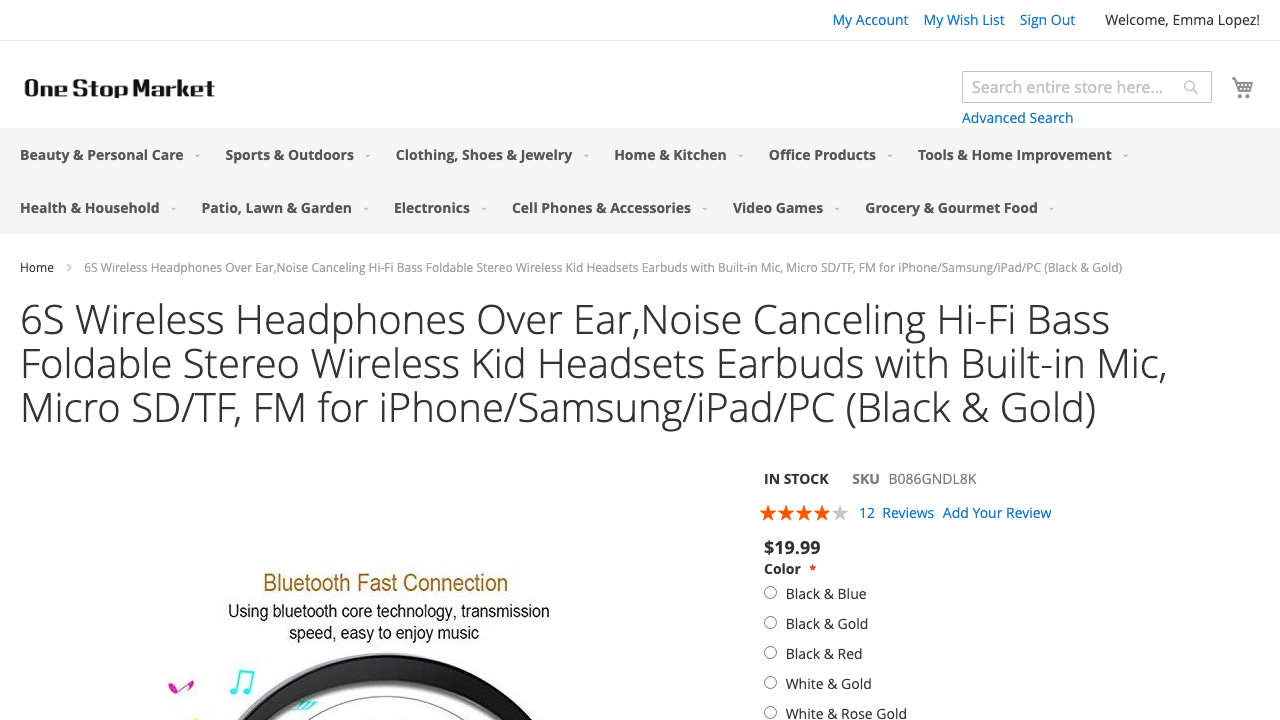 My Account My Wish List Sign Out Welcome, Emma Lopez!
One Stop Market
Search entire store here...
Advanced Search
Beauty & Personal Care Sports & Outdoors Clothing, Shoes & Jewelry Home & Kitchen Office Products Tools & Home Improvement
Health & Household Patio, Lawn & Garden Electronics Cell Phones & Accessories Video Games Grocery & Gourmet Food
Home 6S Wireless Headphones Over Ear,Noise Canceling Hi-Fi Bass Foldable Stereo Wireless Kid Headsets Earbuds with Built-in Mic, Micro SD/TF, FM for iPhone/Samsung/iPad/PC (Black & Gold)
6S Wireless Headphones Over Ear,Noise Canceling Hi-Fi Bass
Foldable Stereo Wireless Kid Headsets Earbuds with Built-in Mic,
Micro SD/TF, FM for iPhone/Samsung/iPad/PC (Black & Gold)
IN STOCK SKU B086GNDL8K
12 Reviews Add Your Review
$19.99
Color *
Black & Blue
Black & Gold
Black & Red
White & Gold
White & Rose Gold
Bluetooth Fast Connection
Using bluetooth core technology, transmission
speed, easy to enjoy music